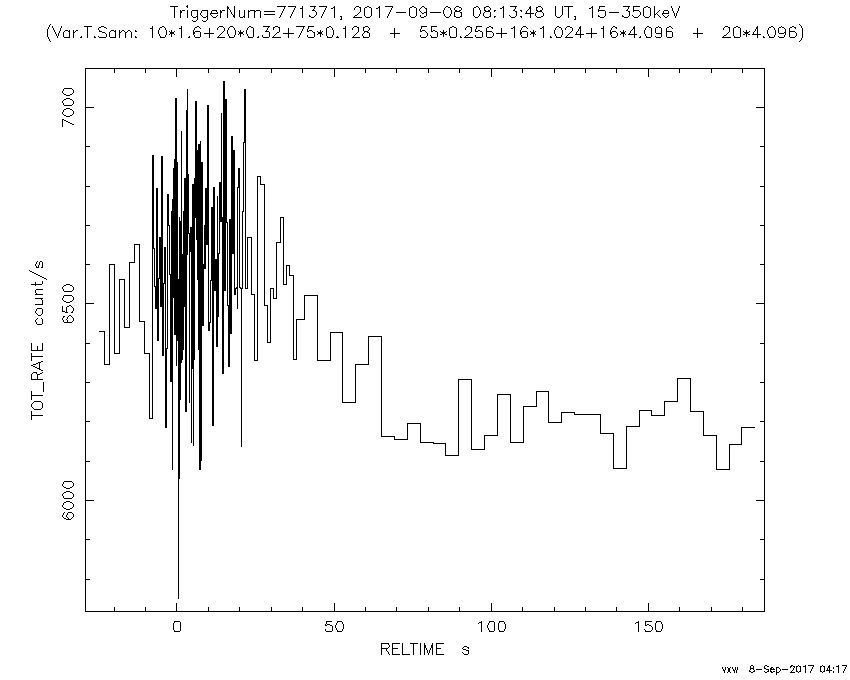 TriggerNum=771371, 2017-09-08 08:13:48 UT, 15-350keV
(Var.T.Sam: 10*1.6+20*0.32+75*0.128 + 55*0.256+16*1.024+16*4.096 + 20*4.096)
7000
6500
6000
TOT_RATE count/s
0 50 100 150
RELTIME s
vxw 8-Sep-2017 04:17